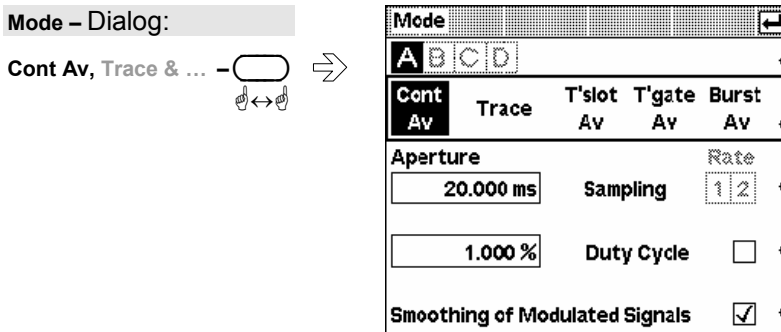 Mode – Dialog:
Cont Av, Trace & … –
Mode
A B C D
Cont Av Trace T'slot Av T'gate Av Burst Av
Aperture Rate
20.000 ms Sampling 1 2
1.000 % Duty Cycle
Smoothing of Modulated Signals